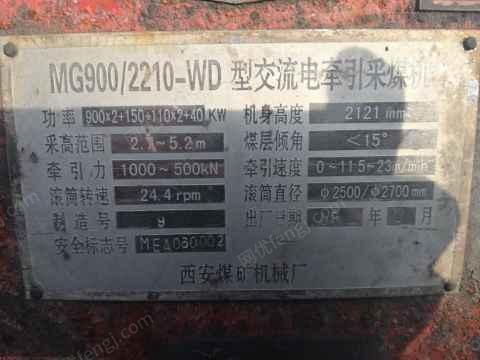 MG900/2210-WD 型交流电牵引采煤机
功率 900×2+150+110×2+40 KW 机身高度 2121 mm
采高范围 2.7~5.2m 煤层倾角 <15°
牵引力 1000~500kN 牵引速度 0~11.5~23m/min
滚筒转速 24.4 rpm 滚筒直径 φ2500/φ2700mm
制造号 9 出厂日期 年 月
安全标志号 MEA060002
西安煤矿机械厂